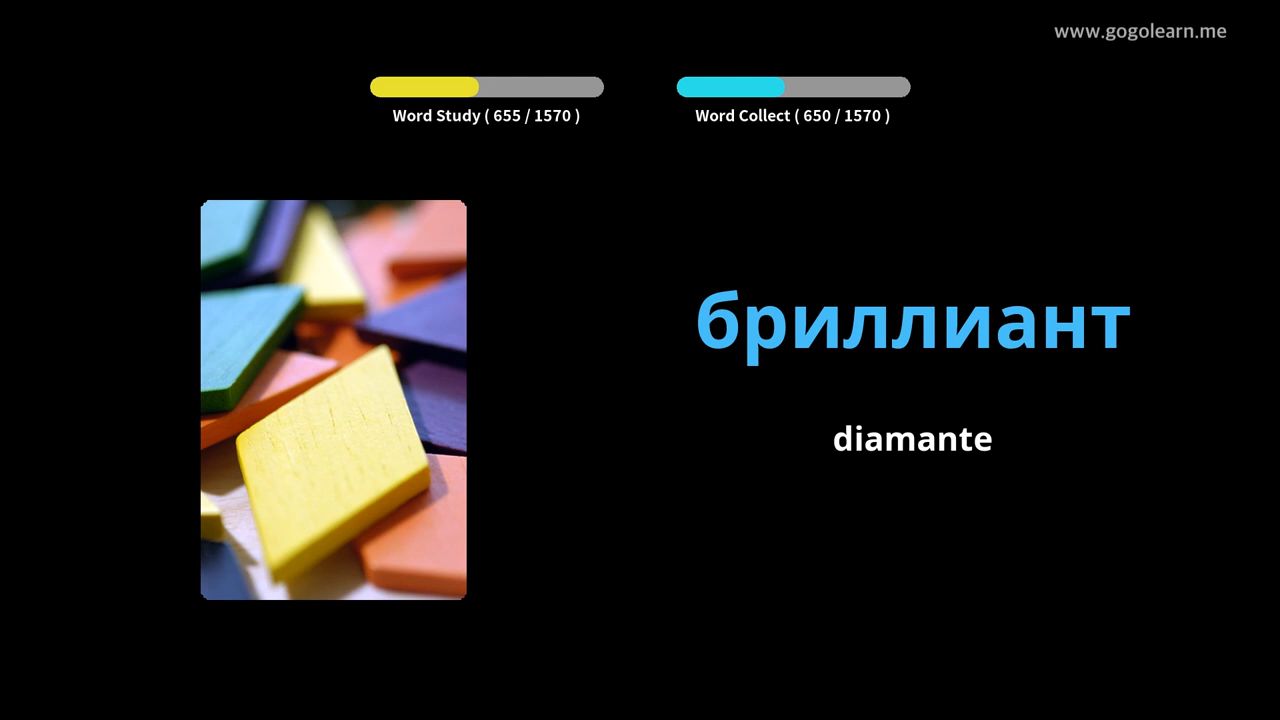 www.gogolearn.me
Word Study ( 655 / 1570 )
Word Collect ( 650 / 1570 )
бриллиант
diamante